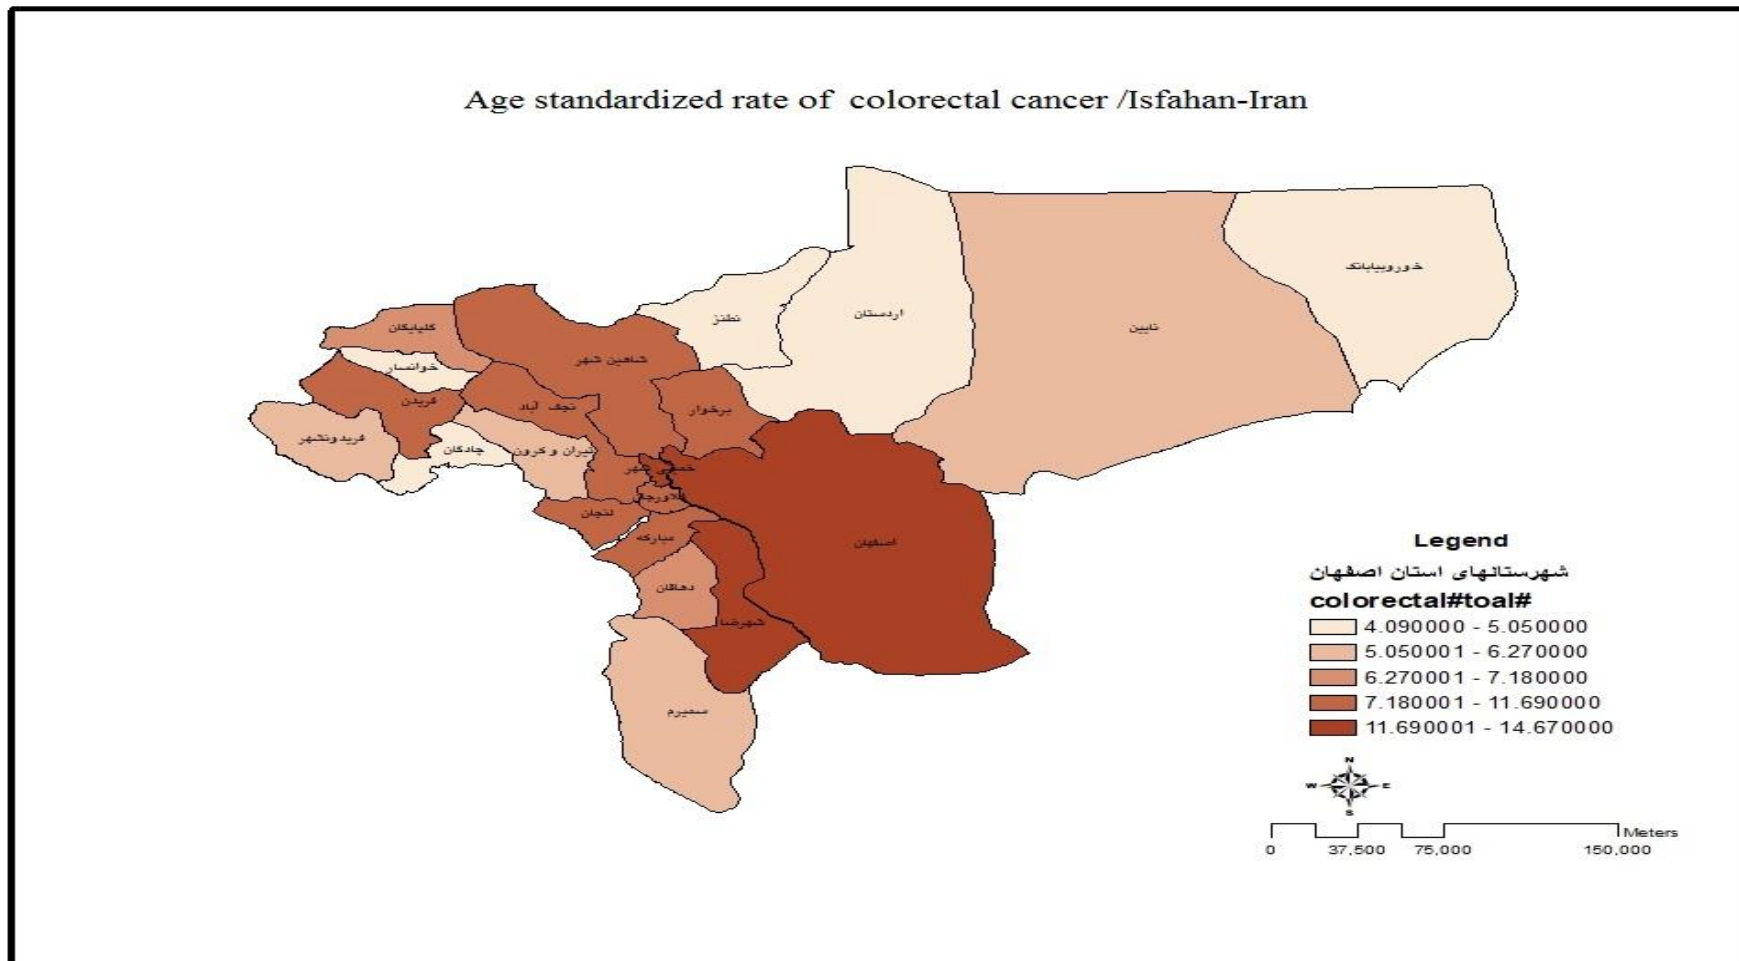 Age standardized rate of colorectal cancer /Isfahan-Iran
خوروبیابانک
نایین
اردستان
نطنز
گلپایگان
شاهین شهر
خوانسار
فریدن
نجف آباد
برخوار
فریدونشهر
چادگان
تیران و کرون
خمینی شهر
فلاورجان
لنجان
مبارکه
اصفهان
دهاقان
شهرضا
سمیرم
Legend
شهرستانهای استان اصفهان
colorectal#toal#
4.090000 - 5.050000
5.050001 - 6.270000
6.270001 - 7.180000
7.180001 - 11.690000
11.690001 - 14.670000
N
W E
S
Meters
0 37,500 75,000 150,000